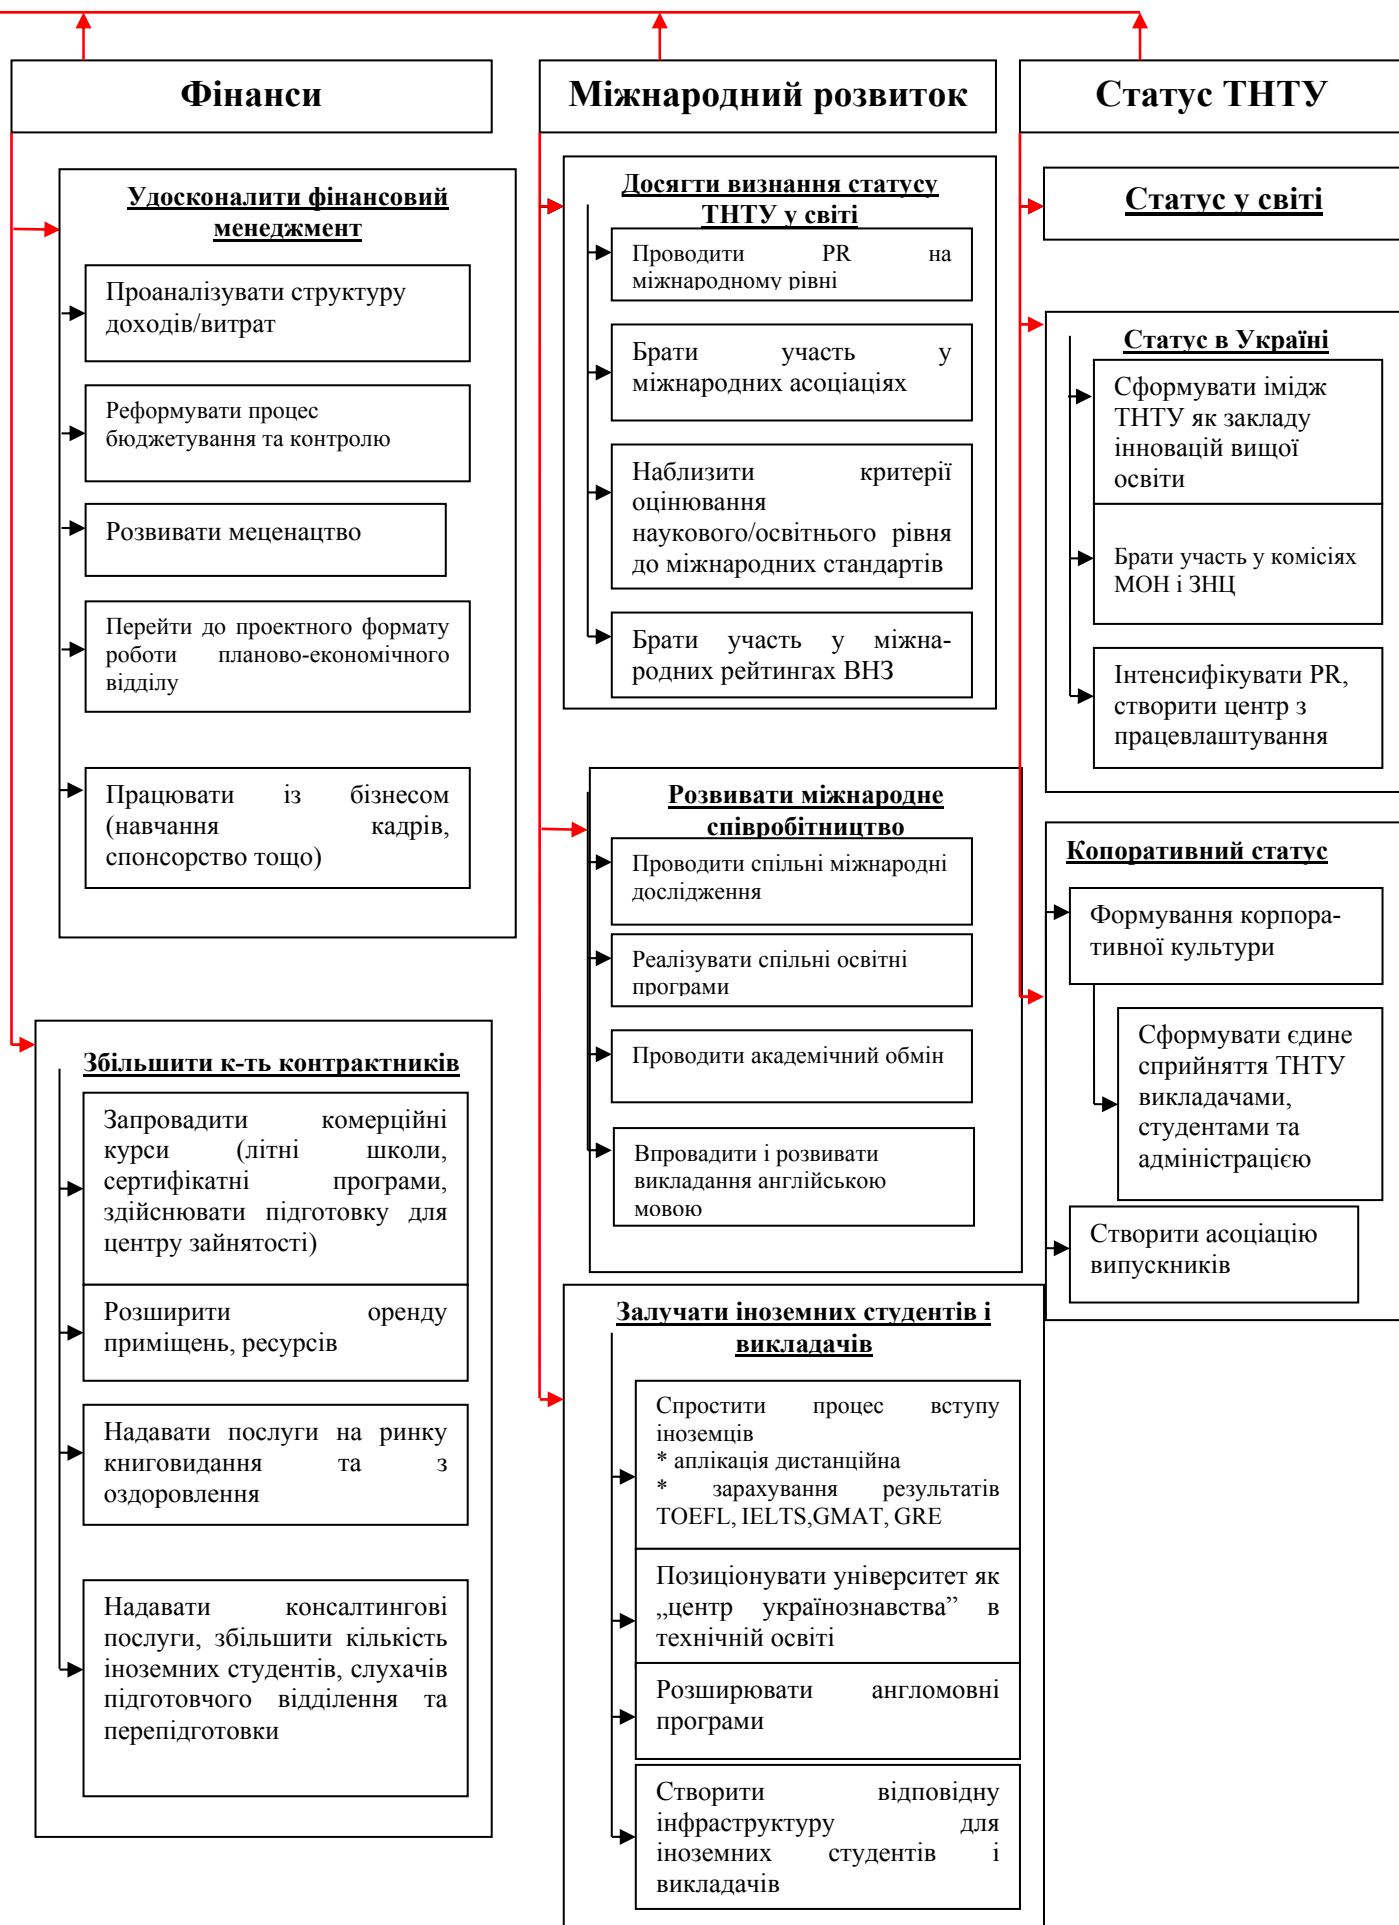 Фінанси
Удосконалити фінансовий
менеджмент
Проаналізувати структуру
доходів/витрат
Реформувати процес
бюджетування та контролю
Розвивати меценацтво
Перейти до проектного формату
роботи планово-економічного
відділу
Працювати із бізнесом
(навчання кадрів,
спонсорство тощо)
Збільшити к-ть контрактників
Запровадити комерційні
курси (літні школи,
сертифікатні програми,
здійснювати підготовку для
центру зайнятості)
Розширити оренду
приміщень, ресурсів
Надавати послуги на ринку
книговидання та з
оздоровлення
Надавати консалтингові
послуги, збільшити кількість
іноземних студентів, слухачів
підготовчого відділення та
перепідготовки
Міжнародний розвиток
Досягти визнання статусу
ТНТУ у світі
Проводити PR на
міжнародному рівні
Брати участь у
міжнародних асоціаціях
Наблизити критерії
оцінювання
наукового/освітнього рівня
до міжнародних стандартів
Брати участь у міжна-
родних рейтингах ВНЗ
Розвивати міжнародне
співробітництво
Проводити спільні міжнародні
дослідження
Реалізувати спільні освітні
програми
Проводити академічний обмін
Впровадити і розвивати
викладання англійською
мовою
Залучати іноземних студентів і
викладачів
Спростити процес вступу
іноземців
* аплікація дистанційна
* зарахування результатів
TOEFL, IELTS,GMAT, GRE
Позиціонувати університет як
„центр українознавства” в
технічній освіті
Розширювати англомовні
програми
Створити відповідну
інфраструктуру для
іноземних студентів і
викладачів
Статус ТНТУ
Статус у світі
Статус в Україні
Сформувати імідж
ТНТУ як закладу
інновацій вищої
освіти
Брати участь у комісіях
МОН і ЗНЦ
Інтенсифікувати PR,
створити центр з
працевлаштування
Копоративний статус
Формування корпора-
тивної культури
Сформувати єдине
сприйняття ТНТУ
викладачами,
студентами та
адміністрацією
Створити асоціацію
випускників